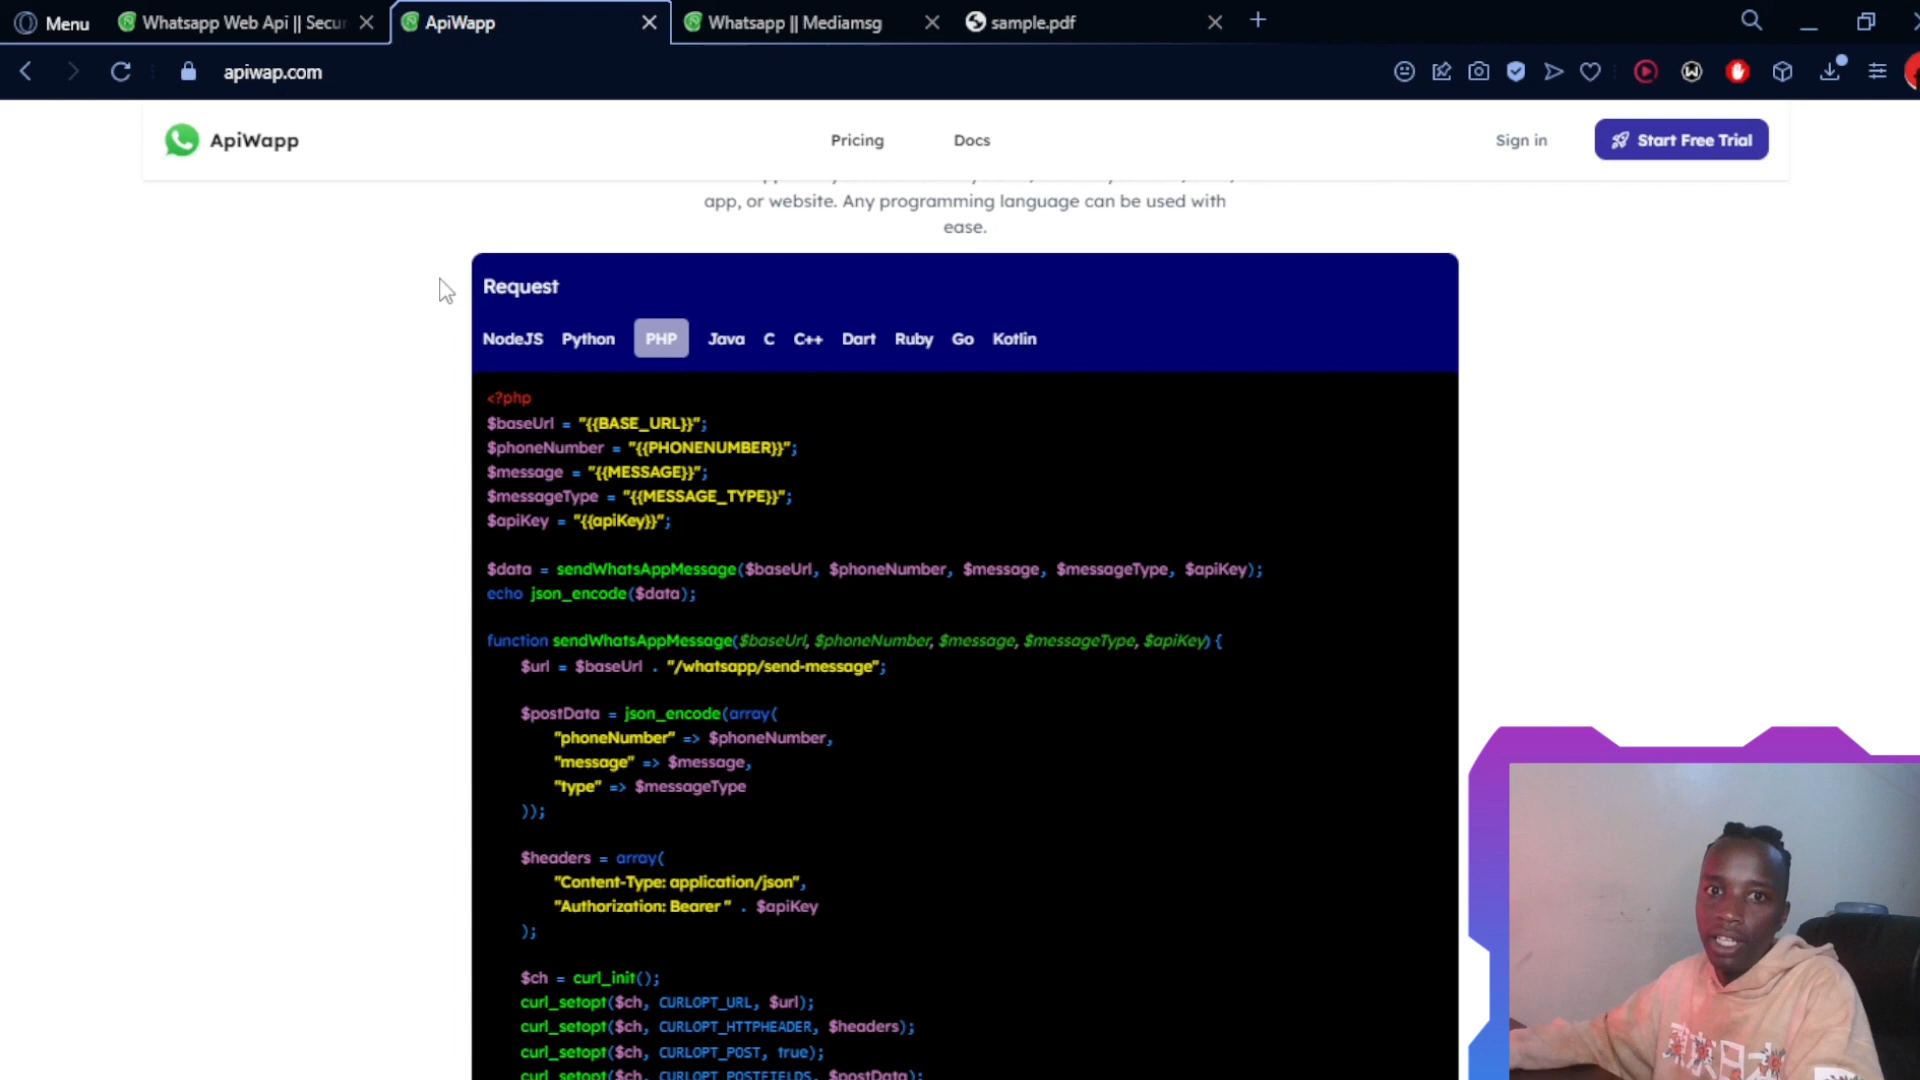 Menu
Whatsapp Web Api || Secur
ApiWapp
Whatsapp || Mediamsg
sample.pdf
apiwap.com
ApiWapp
Pricing
Docs
Sign in
Start Free Trial
app, or website. Any programming language can be used with
ease.
Request
NodeJS Python PHP Java C C++ Dart Ruby Go Kotlin
<?php
$baseUrl = "{{BASE_URL}}";
$phoneNumber = "{{PHONENUMBER}}";
$message = "{{MESSAGE}}";
$messageType = "{{MESSAGE_TYPE}}";
$apiKey = "{{apiKey}}";
$data = sendWhatsAppMessage($baseUrl, $phoneNumber, $message, $messageType, $apiKey);
echo json_encode($data);
function sendWhatsAppMessage($baseUrl, $phoneNumber, $message, $messageType, $apiKey) {
$url = $baseUrl . "/whatsapp/send-message";
$postData = json_encode(array(
"phoneNumber" => $phoneNumber,
"message" => $message,
"type" => $messageType
));
$headers = array(
"Content-Type: application/json",
"Authorization: Bearer " . $apiKey
);
$ch = curl_init();
curl_setopt($ch, CURLOPT_URL, $url);
curl_setopt($ch, CURLOPT_HTTPHEADER, $headers);
curl_setopt($ch, CURLOPT_POST, true);
curl_setopt($ch, CURLOPT_POSTFIELDS, $postData);